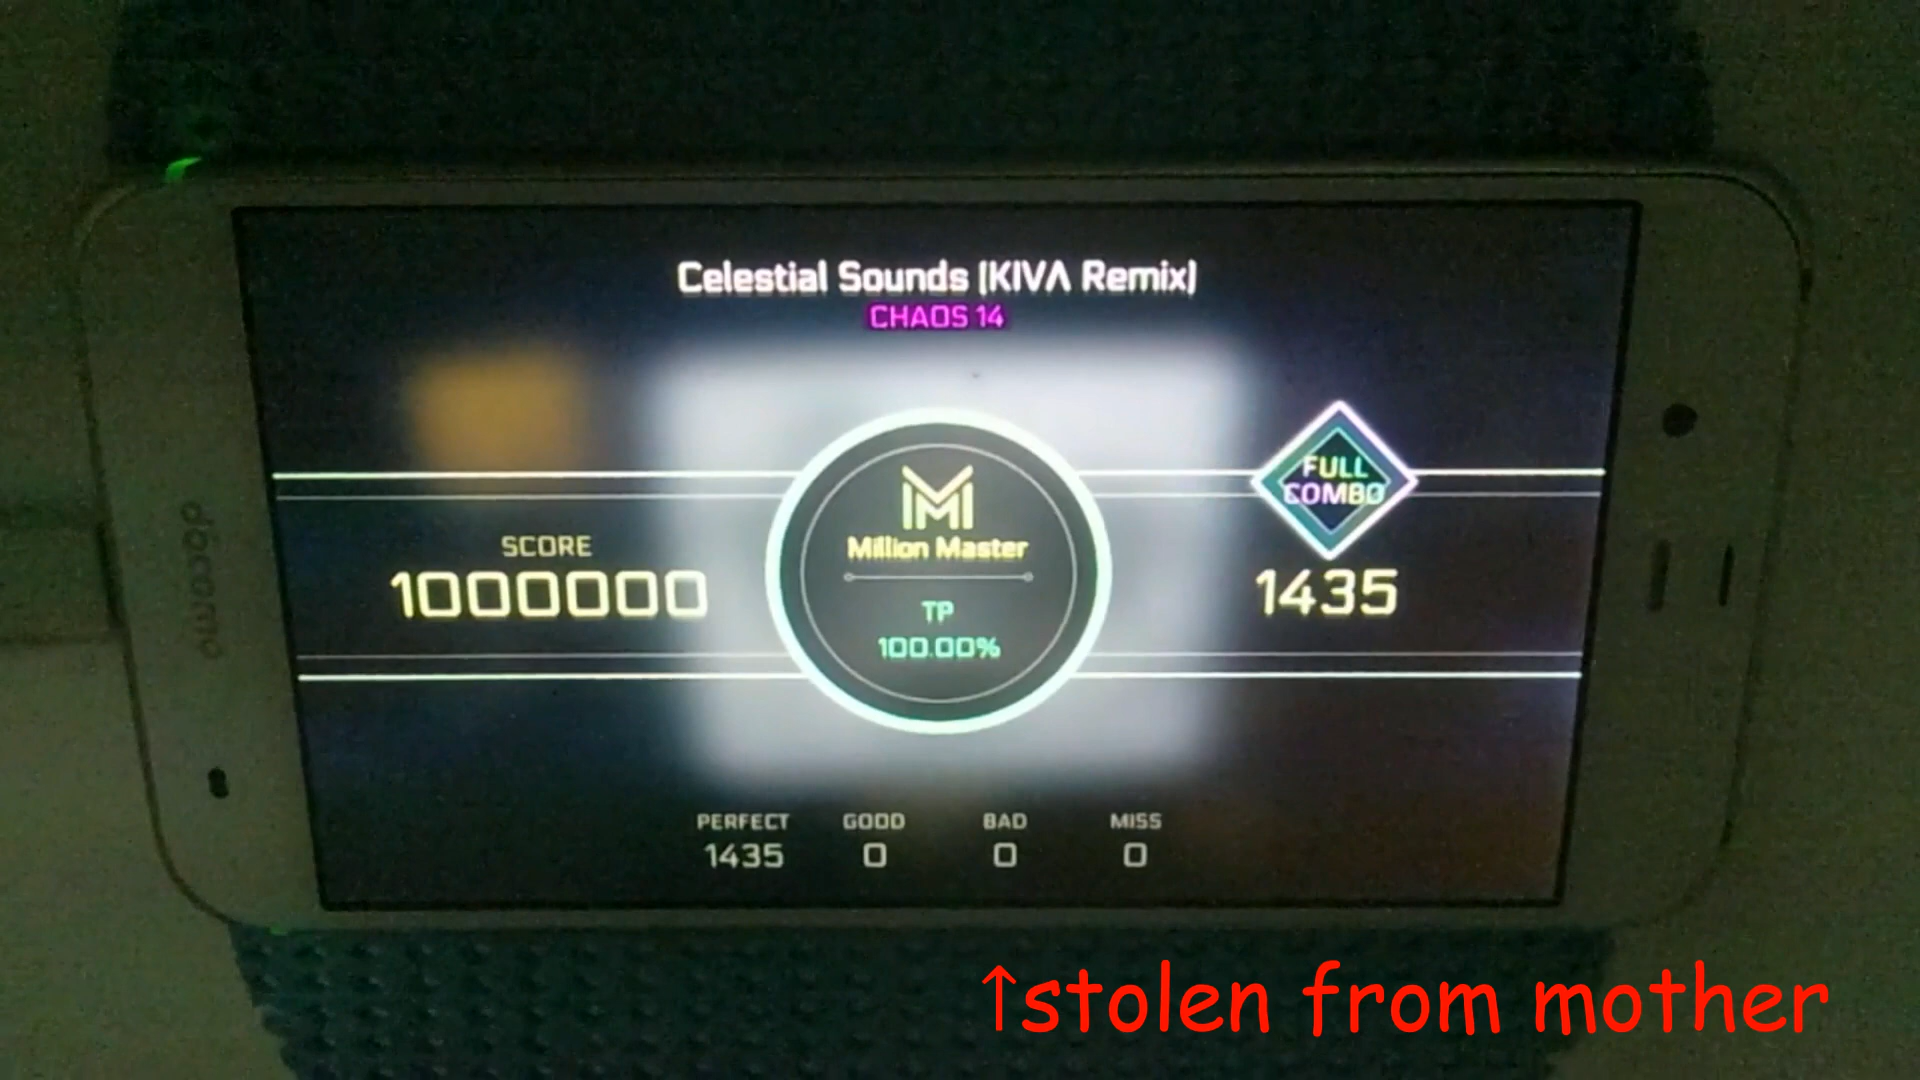 Celestial Sounds (KIVΛ Remix)
CHAOS 14
FULL
COMBO
M
Million Master
SCORE
1000000
TP
100.00%
1435
PERFECT
GOOD
BAD
MISS
1435
0
0
0
docomo
↑stolen from mother